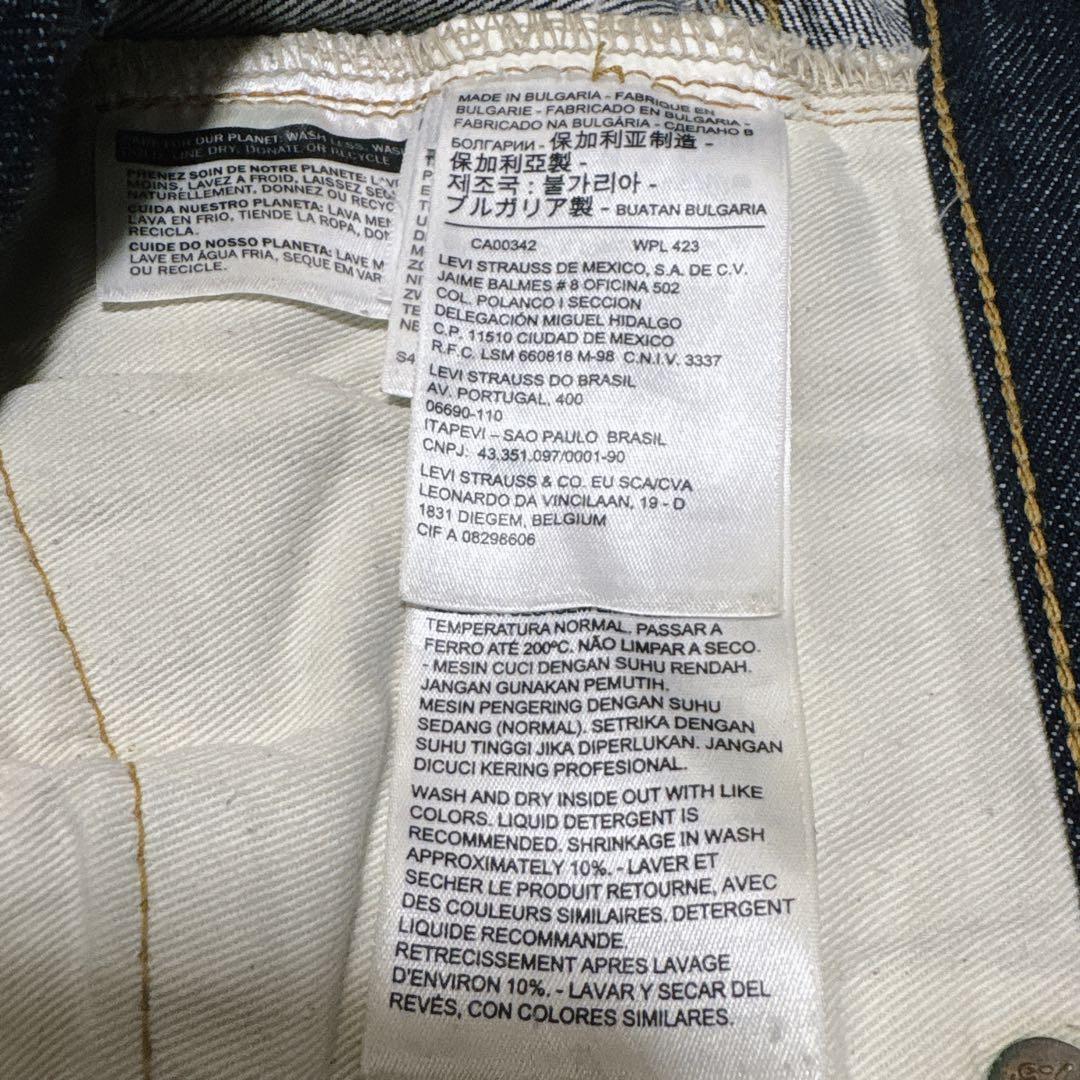 OUR PLANET: WASH LESS, WASH
LINE DRY, DONATE OR RECYCLE
PRENEZ SOIN DE NOTRE PLANETE:
MOINS, LAVEZ A FROID, LAISSEZ
NATURELLEMENT, DONNEZ OU
CUIDA NUESTRO PLANETA: LAVA
LAVA EN FRIO, TIENDE LA ROPA,
RECICLA.
CUIDE DO NOSSO PLANETA: LAVE
LAVE EM ÁGUA FRIA, SEQUE EM
OU RECICLE.
MADE IN BULGARIA - FABRIQUE EN
BULGARIE - FABRICADO EN BULGARIA -
FABRICADO NA BULGÁRIA - СДЕЛАНО В
БОЛГАРИИ - 保加利亚制造 -
保加利亞製 -
제조국 : 불가리아 -
ブルガリア製 - BUATAN BULGARIA
CA00342 WPL 423
LEVI STRAUSS DE MEXICO, S.A. DE C.V.
JAIME BALMES # 8 OFICINA 502
COL. POLANCO I SECCION
DELEGACIÓN MIGUEL HIDALGO
C.P. 11510 CIUDAD DE MEXICO
R.F.C. LSM 660818 M-98 C.N.I.V. 3337
LEVI STRAUSS DO BRASIL
AV. PORTUGAL, 400
06690-110
ITAPEVI – SAO PAULO BRASIL
CNPJ: 43.351.097/0001-90
LEVI STRAUSS & CO. EU SCA/CVA
LEONARDO DA VINCILAAN, 19 - D
1831 DIEGEM, BELGIUM
CIF A 08298606
TEMPERATURA NORMAL. PASSAR A
FERRO ATÉ 200ºC. NÃO LIMPAR A SECO.
- MESIN CUCI DENGAN SUHU RENDAH.
JANGAN GUNAKAN PEMUTIH.
MESIN PENGERING DENGAN SUHU
SEDANG (NORMAL). SETRIKA DENGAN
SUHU TINGGI JIKA DIPERLUKAN. JANGAN
DICUCI KERING PROFESIONAL.
WASH AND DRY INSIDE OUT WITH LIKE
COLORS. LIQUID DETERGENT IS
RECOMMENDED. SHRINKAGE IN WASH
APPROXIMATELY 10%. - LAVER ET
SECHER LE PRODUIT RETOURNE, AVEC
DES COULEURS SIMILAIRES. DETERGENT
LIQUIDE RECOMMANDE.
RETRECISSEMENT APRES LAVAGE
D'ENVIRON 10%. - LAVAR Y SECAR DEL
REVÉS, CON COLORES SIMILARES.